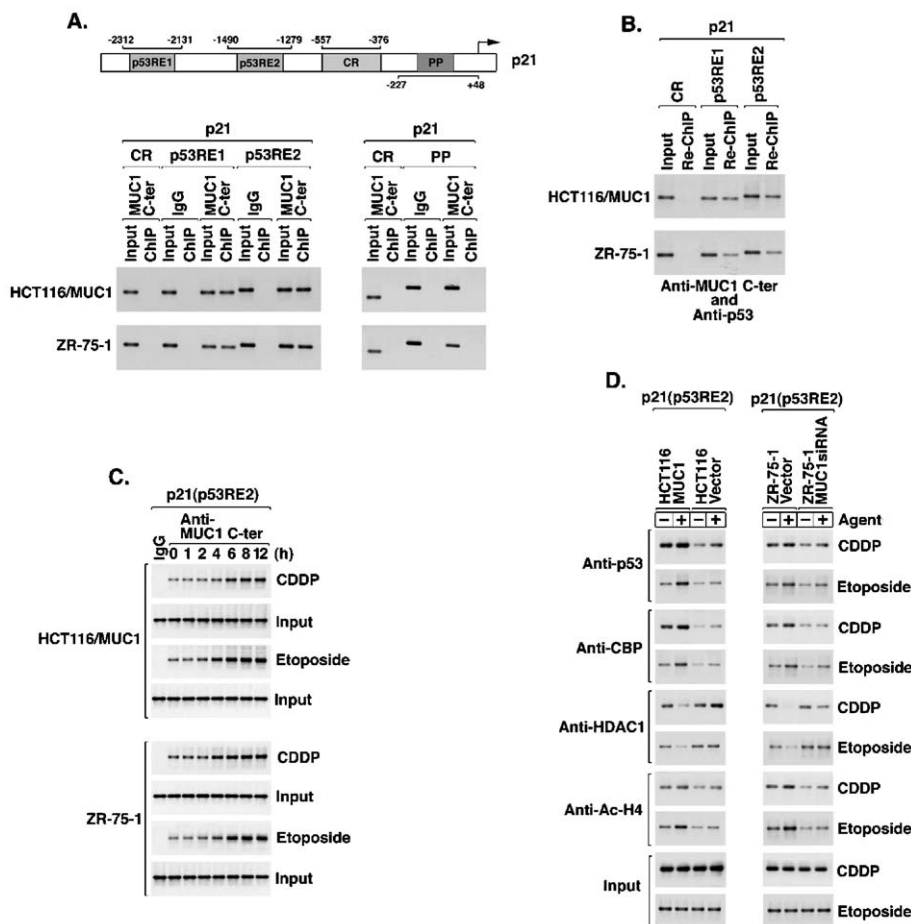 A.
-2312 -2131 -1490 -1279 -557 -376
p53RE1 p53RE2 CR PP p21
-227 +48
p21
CR p53RE1 p53RE2
Input MUC1 C-ter ChIP Input IgG ChIP Input MUC1 C-ter ChIP Input IgG ChIP Input MUC1 C-ter ChIP
p21
CR PP
Input MUC1 C-ter ChIP Input IgG ChIP Input MUC1 C-ter ChIP
HCT116/MUC1
ZR-75-1
B.
p21
CR p53RE1 p53RE2
Input Re-ChIP Input Re-ChIP Input Re-ChIP
HCT116/MUC1
ZR-75-1
Anti-MUC1 C-ter
and
Anti-p53
C.
p21(p53RE2)
Anti-
MUC1 C-ter
IgG 0 1 2 4 6 8 12 (h)
HCT116/MUC1
CDDP
Input
Etoposide
Input
ZR-75-1
CDDP
Input
Etoposide
Input
D.
p21(p53RE2) p21(p53RE2)
HCT116 MUC1 HCT116 Vector ZR-75-1 Vector ZR-75-1 MUC1siRNA
− + − + − + − + Agent
Anti-p53
CDDP
Etoposide
Anti-CBP
CDDP
Etoposide
Anti-HDAC1
CDDP
Etoposide
Anti-Ac-H4
CDDP
Etoposide
Input
CDDP
Etoposide